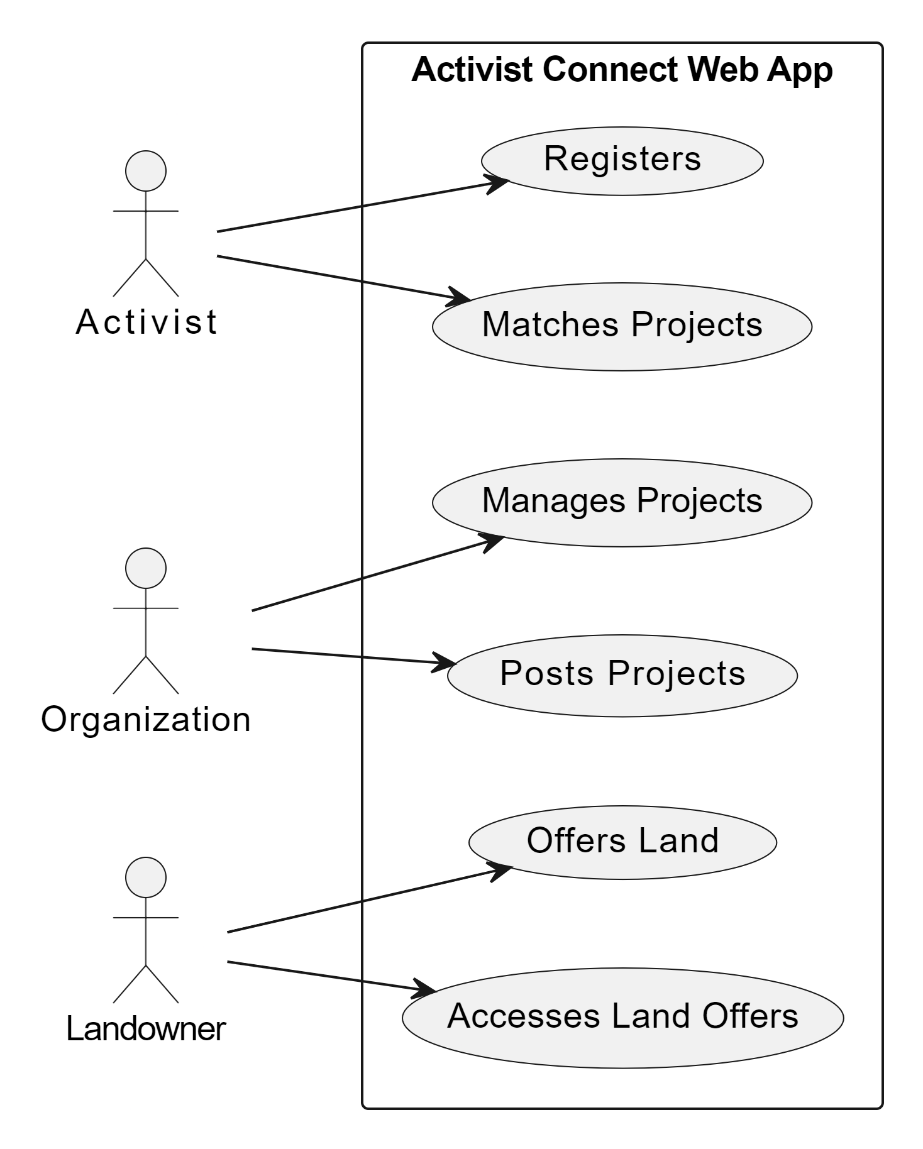 Activist Connect Web App
Registers
Activist
Matches Projects
Manages Projects
Organization
Posts Projects
Offers Land
Landowner
Accesses Land Offers